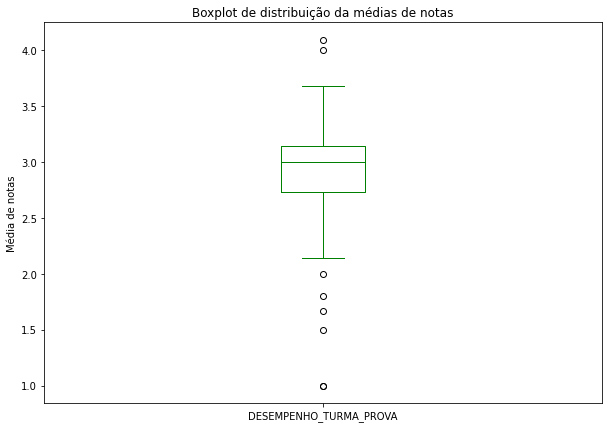 Boxplot de distribuição da médias de notas
4.0
3.5
3.0
2.5
2.0
1.5
1.0
Média de notas
DESEMPENHO_TURMA_PROVA